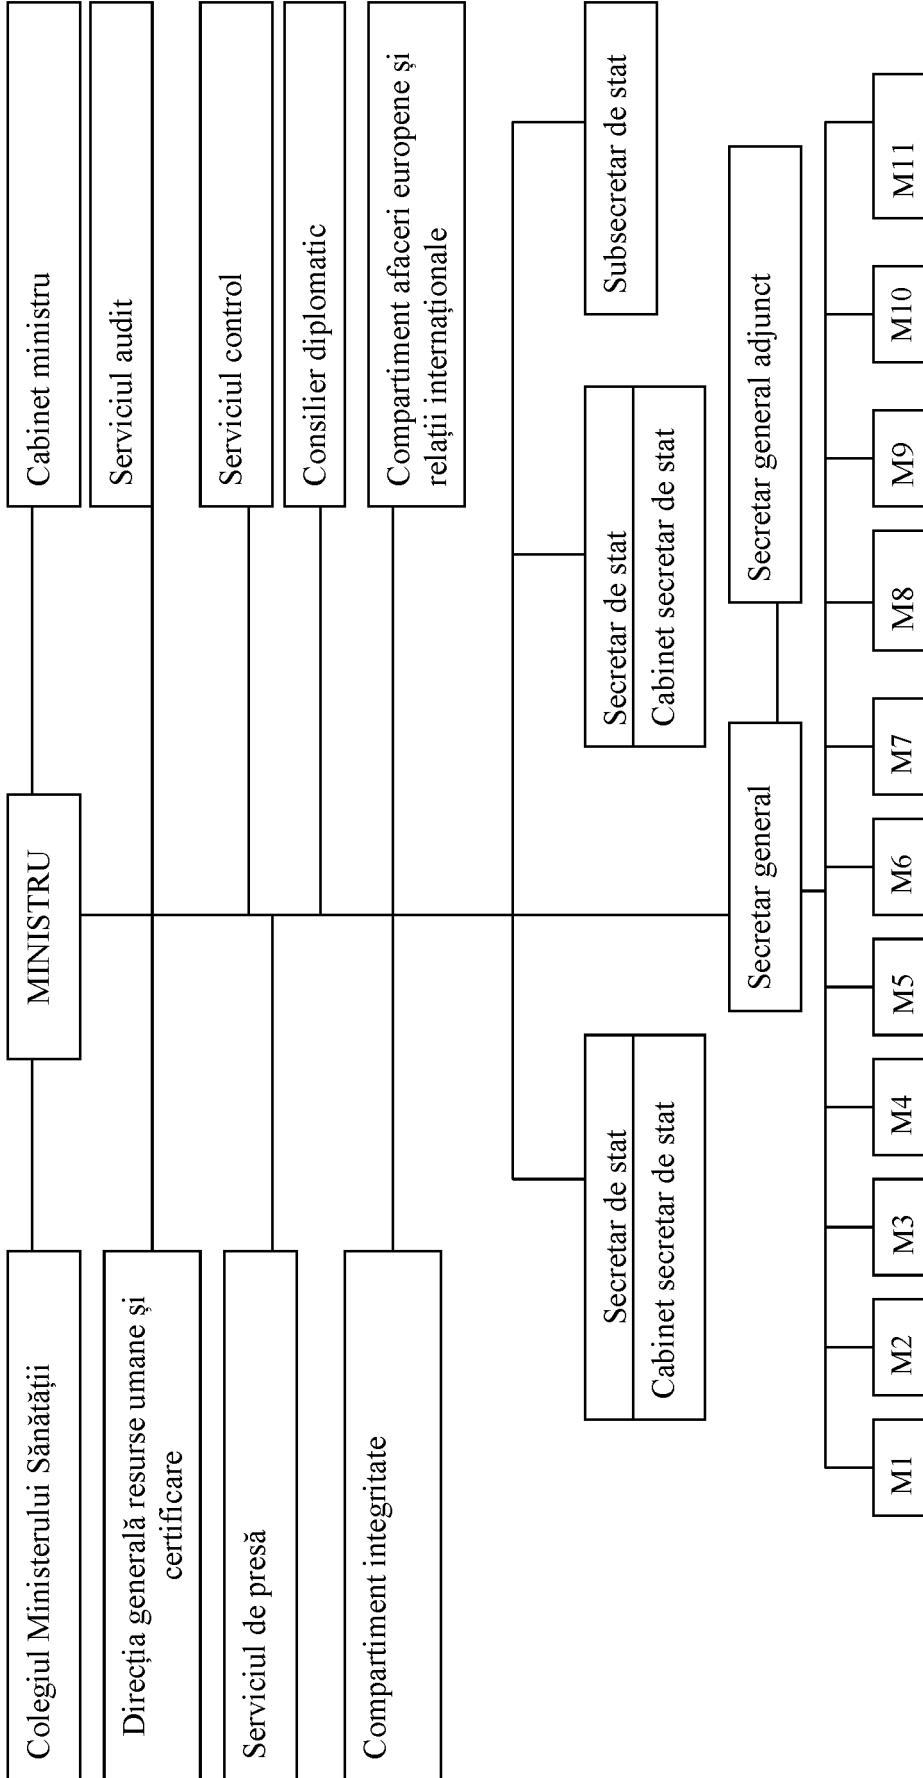 MINISTRU
Colegiul Ministerului Sănătății
Cabinet ministru
Direcția generală resurse umane și
certificare
Serviciul audit
Serviciul de presă
Serviciul control
Consilier diplomatic
Compartiment integritate
Compartiment afaceri europene și
relații internaționale
Secretar de stat
Cabinet secretar de stat
Secretar de stat
Cabinet secretar de stat
Subsecretar de stat
Secretar general
Secretar general adjunct
M1
M2
M3
M4
M5
M6
M7
M8
M9
M10
M11